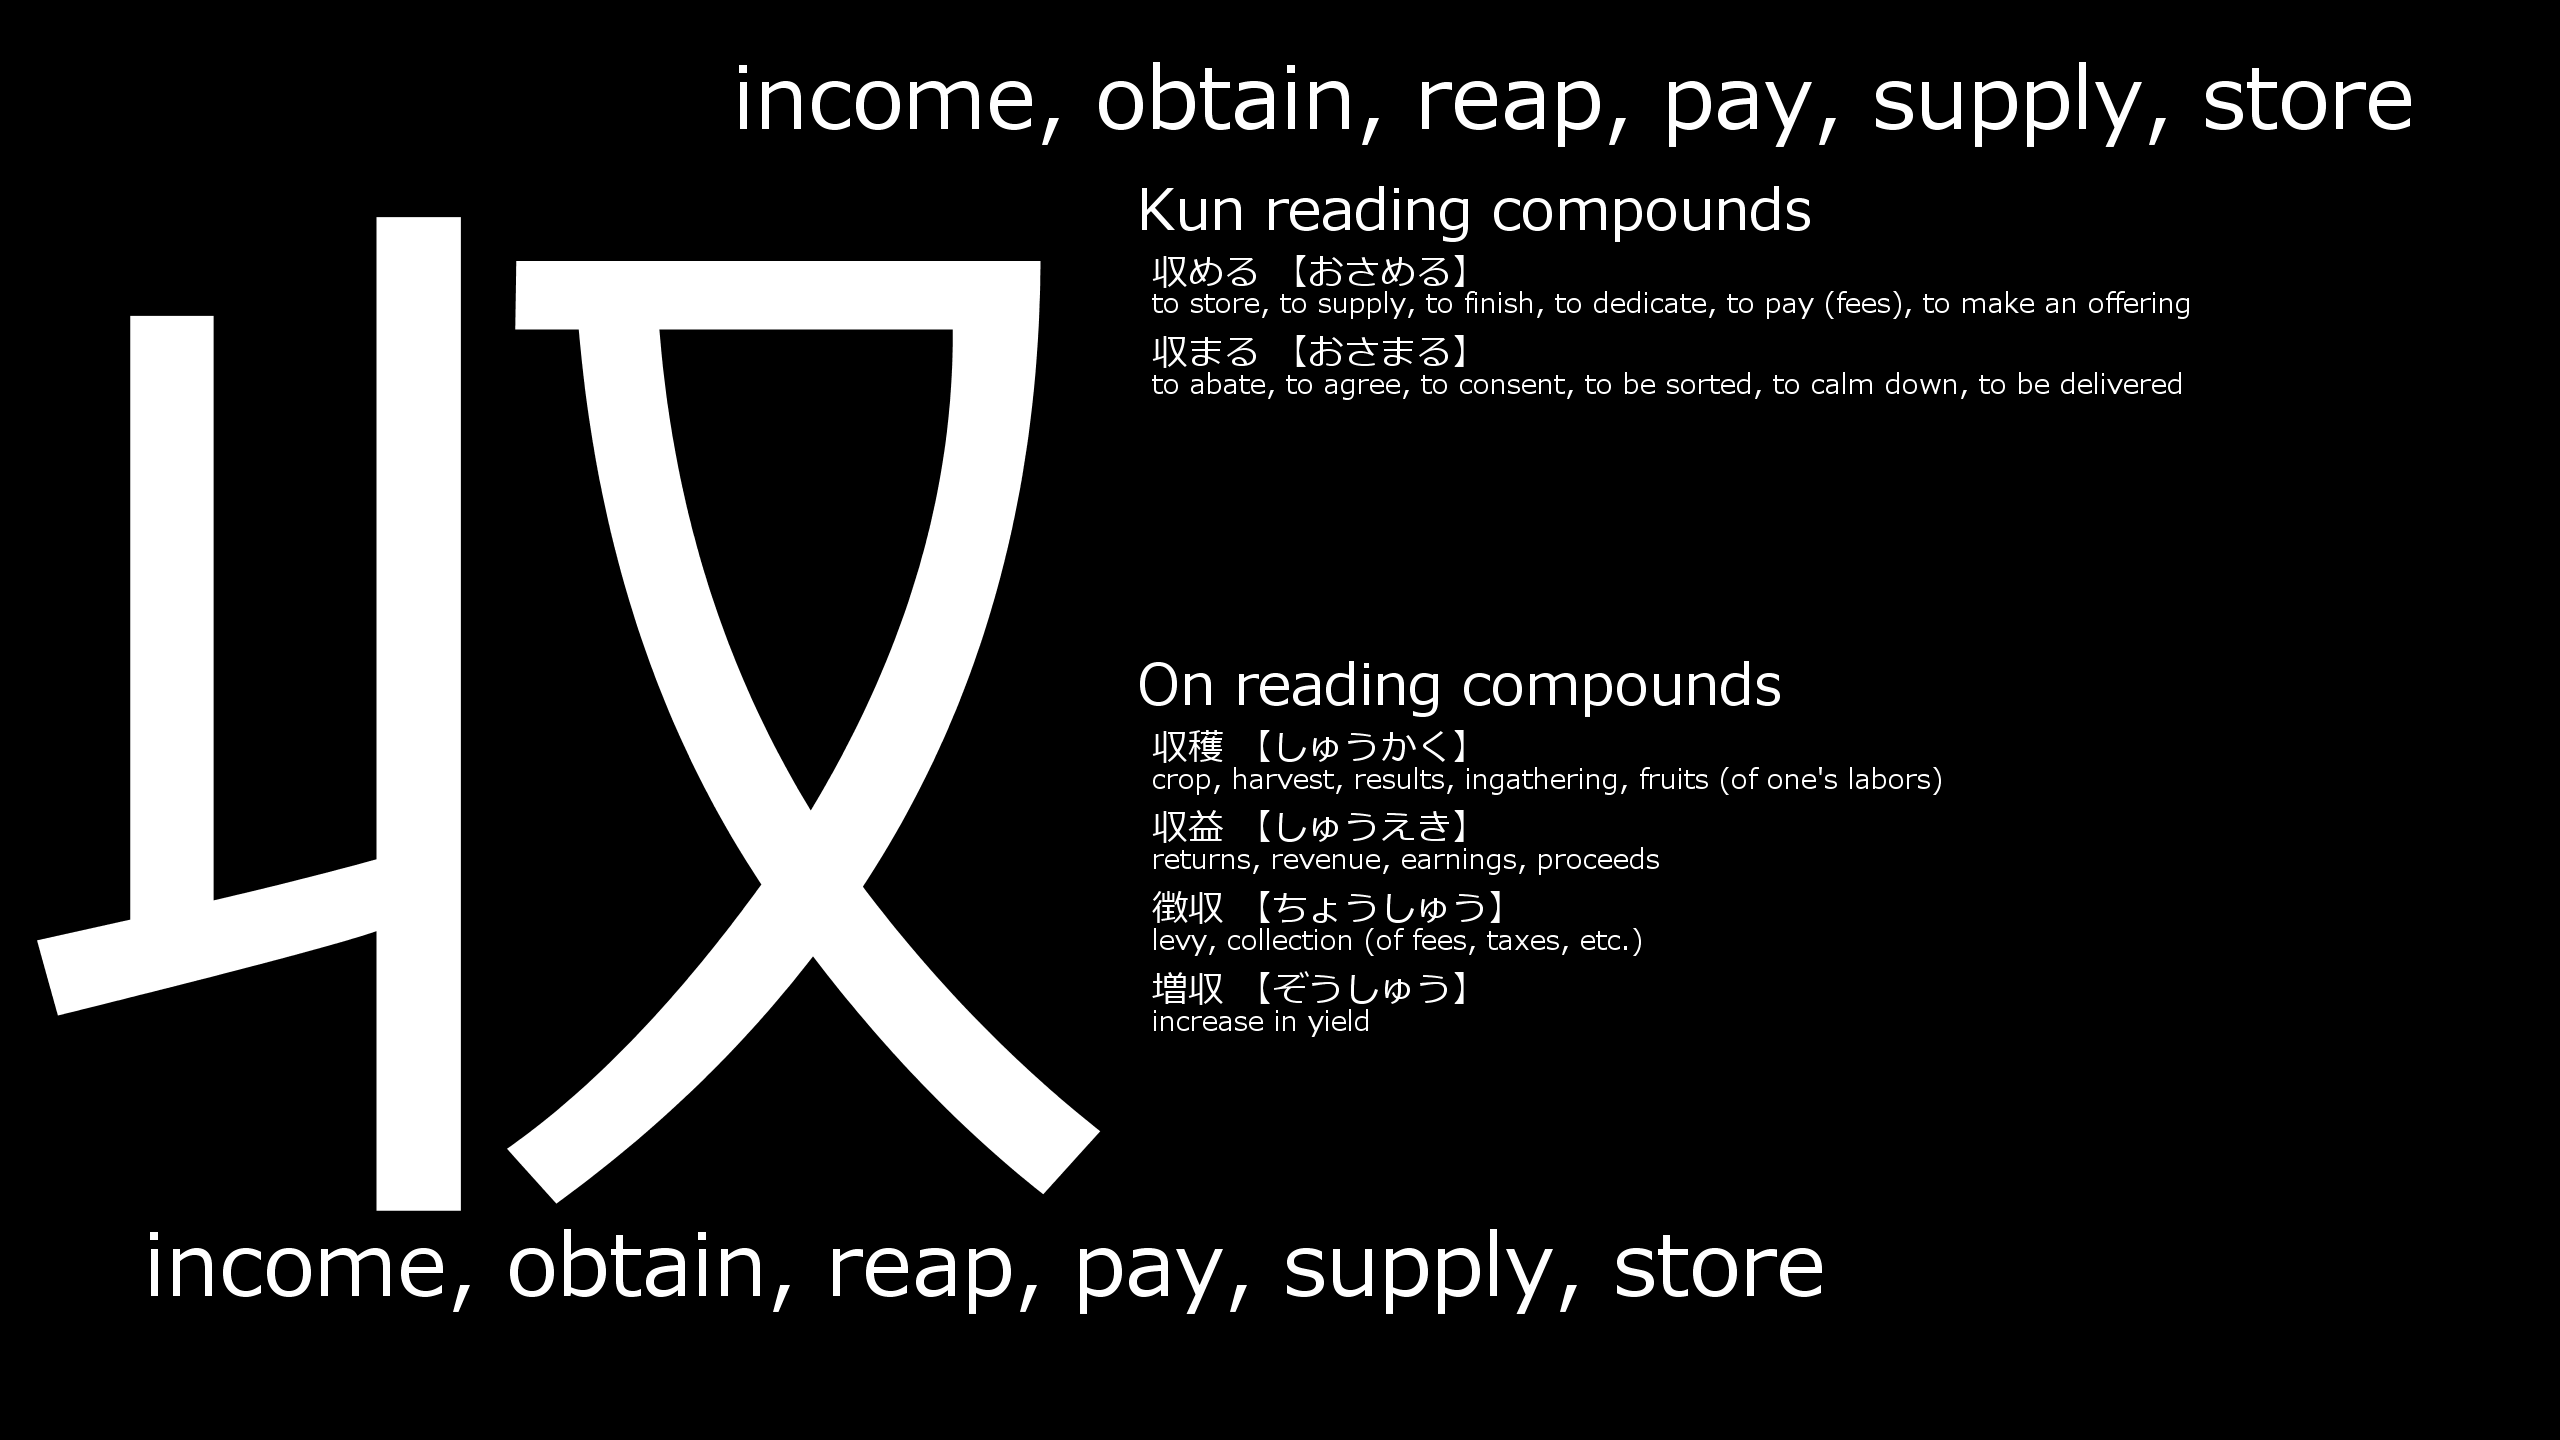 income, obtain, reap, pay, supply, store
収
Kun reading compounds
収める 【おさめる】
to store, to supply, to finish, to dedicate, to pay (fees), to make an offering
収まる 【おさまる】
to abate, to agree, to consent, to be sorted, to calm down, to be delivered
On reading compounds
収穫 【しゅうかく】
crop, harvest, results, ingathering, fruits (of one's labors)
収益 【しゅうえき】
returns, revenue, earnings, proceeds
徴収 【ちょうしゅう】
levy, collection (of fees, taxes, etc.)
増収 【ぞうしゅう】
increase in yield
income, obtain, reap, pay, supply, store